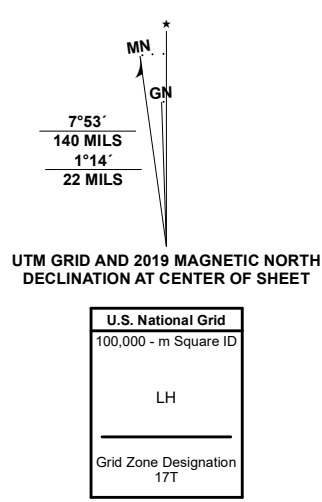 ★
MN
GN
7°53´
140 MILS
1°14´
22 MILS
UTM GRID AND 2019 MAGNETIC NORTH
DECLINATION AT CENTER OF SHEET
U.S. National Grid
100,000 - m Square ID
LH
Grid Zone Designation
17T